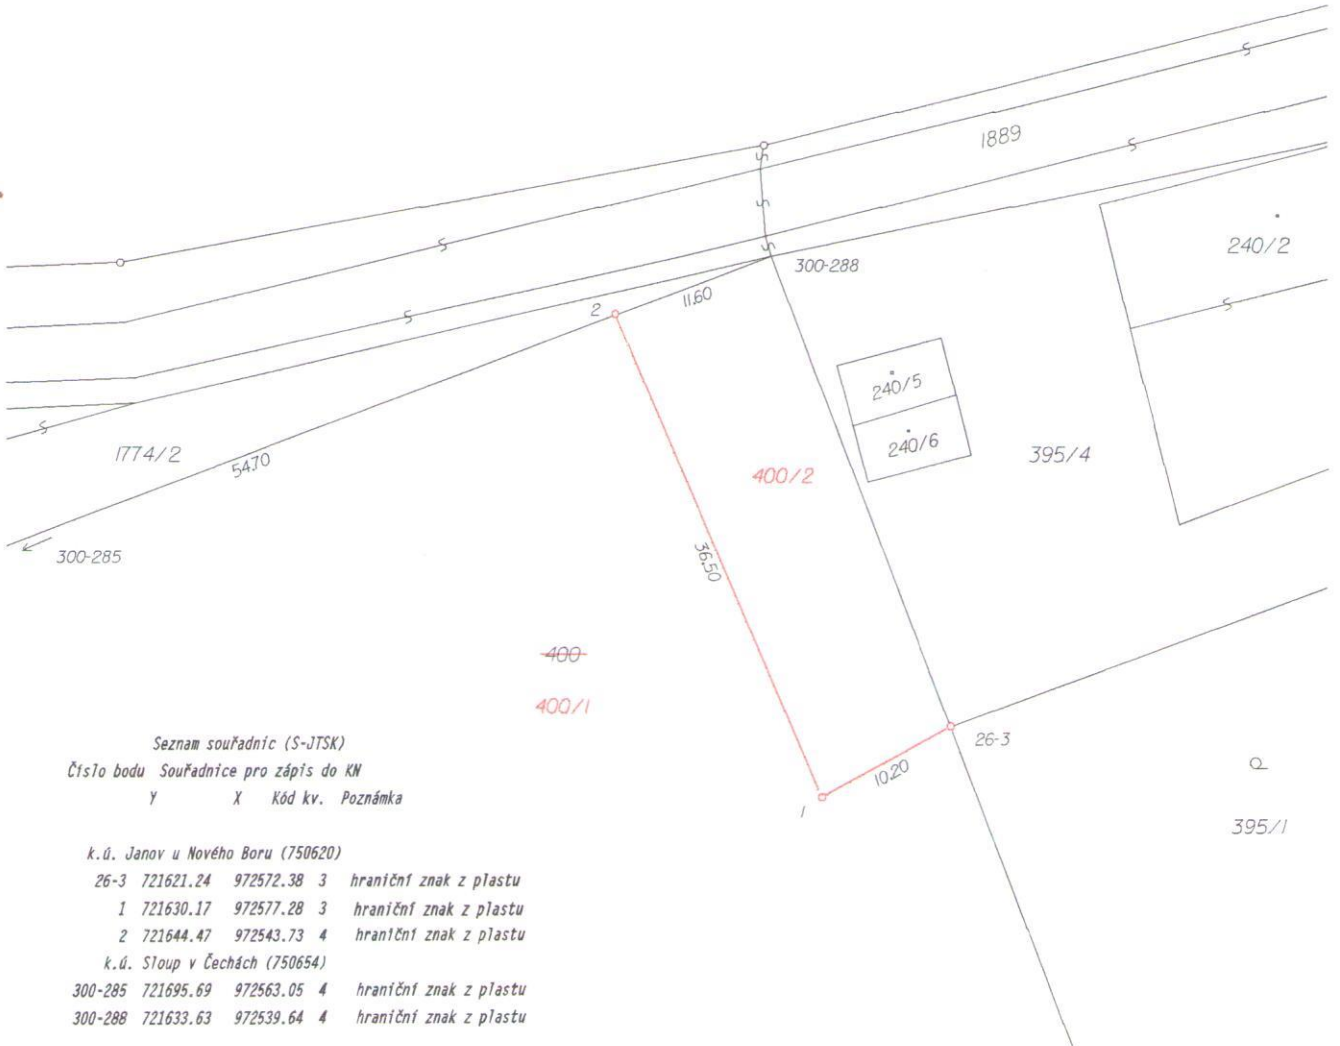 1889
240/2
300-288
11.60
2
240/5
240/6
1774/2
54.70
400/2
395/4
300-285
36.50
400
400/1
26-3
10.20
1
395/1
Seznam souřadnic (S-JTSK)
Číslo bodu Souřadnice pro zápis do KN
Y X Kód kv. Poznámka
k.ú. Janov u Nového Boru (750620)
26-3 721621.24 972572.38 3 hraniční znak z plastu
1 721630.17 972577.28 3 hraniční znak z plastu
2 721644.47 972543.73 4 hraniční znak z plastu
k.ú. Sloup v Čechách (750654)
300-285 721695.69 972563.05 4 hraniční znak z plastu
300-288 721633.63 972539.64 4 hraniční znak z plastu